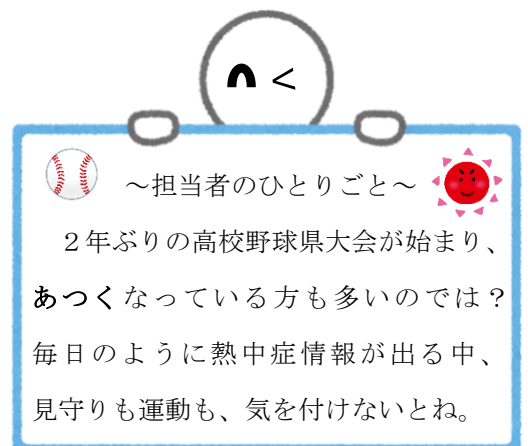 ～担当者のひとりごと～
２年ぶりの高校野球県大会が始まり、
あつくなっている方も多いのでは？
毎日のように熱中症情報が出る中、
見守りも運動も、気を付けないとね。